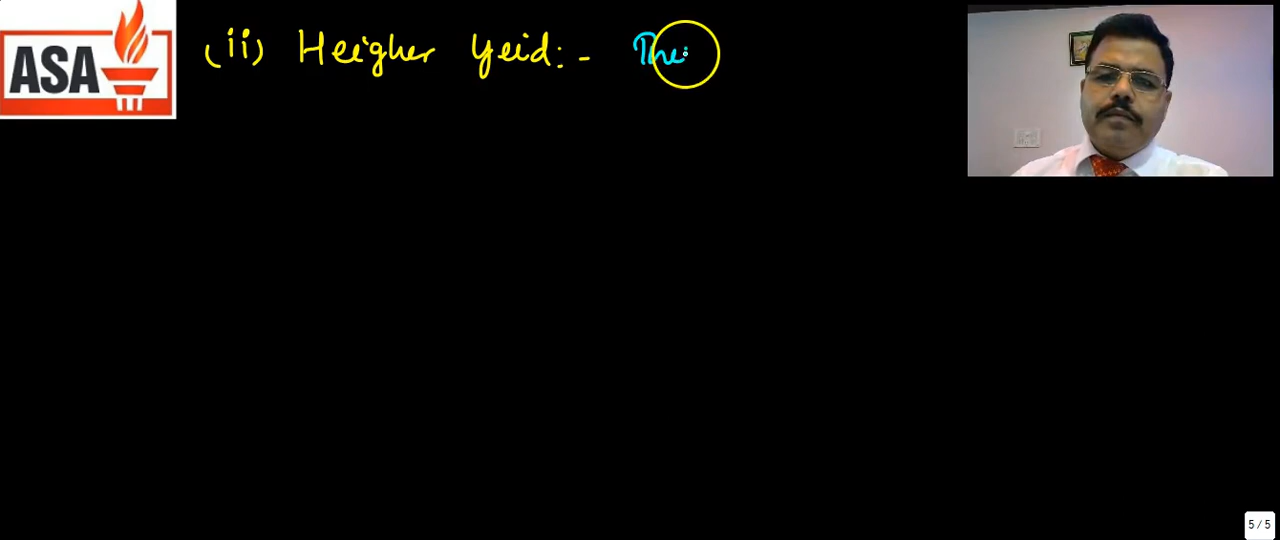 ASA
(ii) Heigher Yeid:- The
5/5